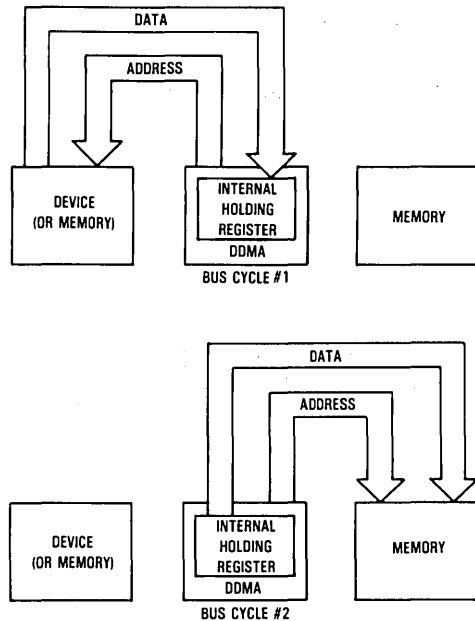 DATA
ADDRESS
DEVICE
(OR MEMORY)
INTERNAL
HOLDING
REGISTER
DDMA
MEMORY
BUS CYCLE #1
DATA
ADDRESS
DEVICE
(OR MEMORY)
INTERNAL
HOLDING
REGISTER
DDMA
MEMORY
BUS CYCLE #2